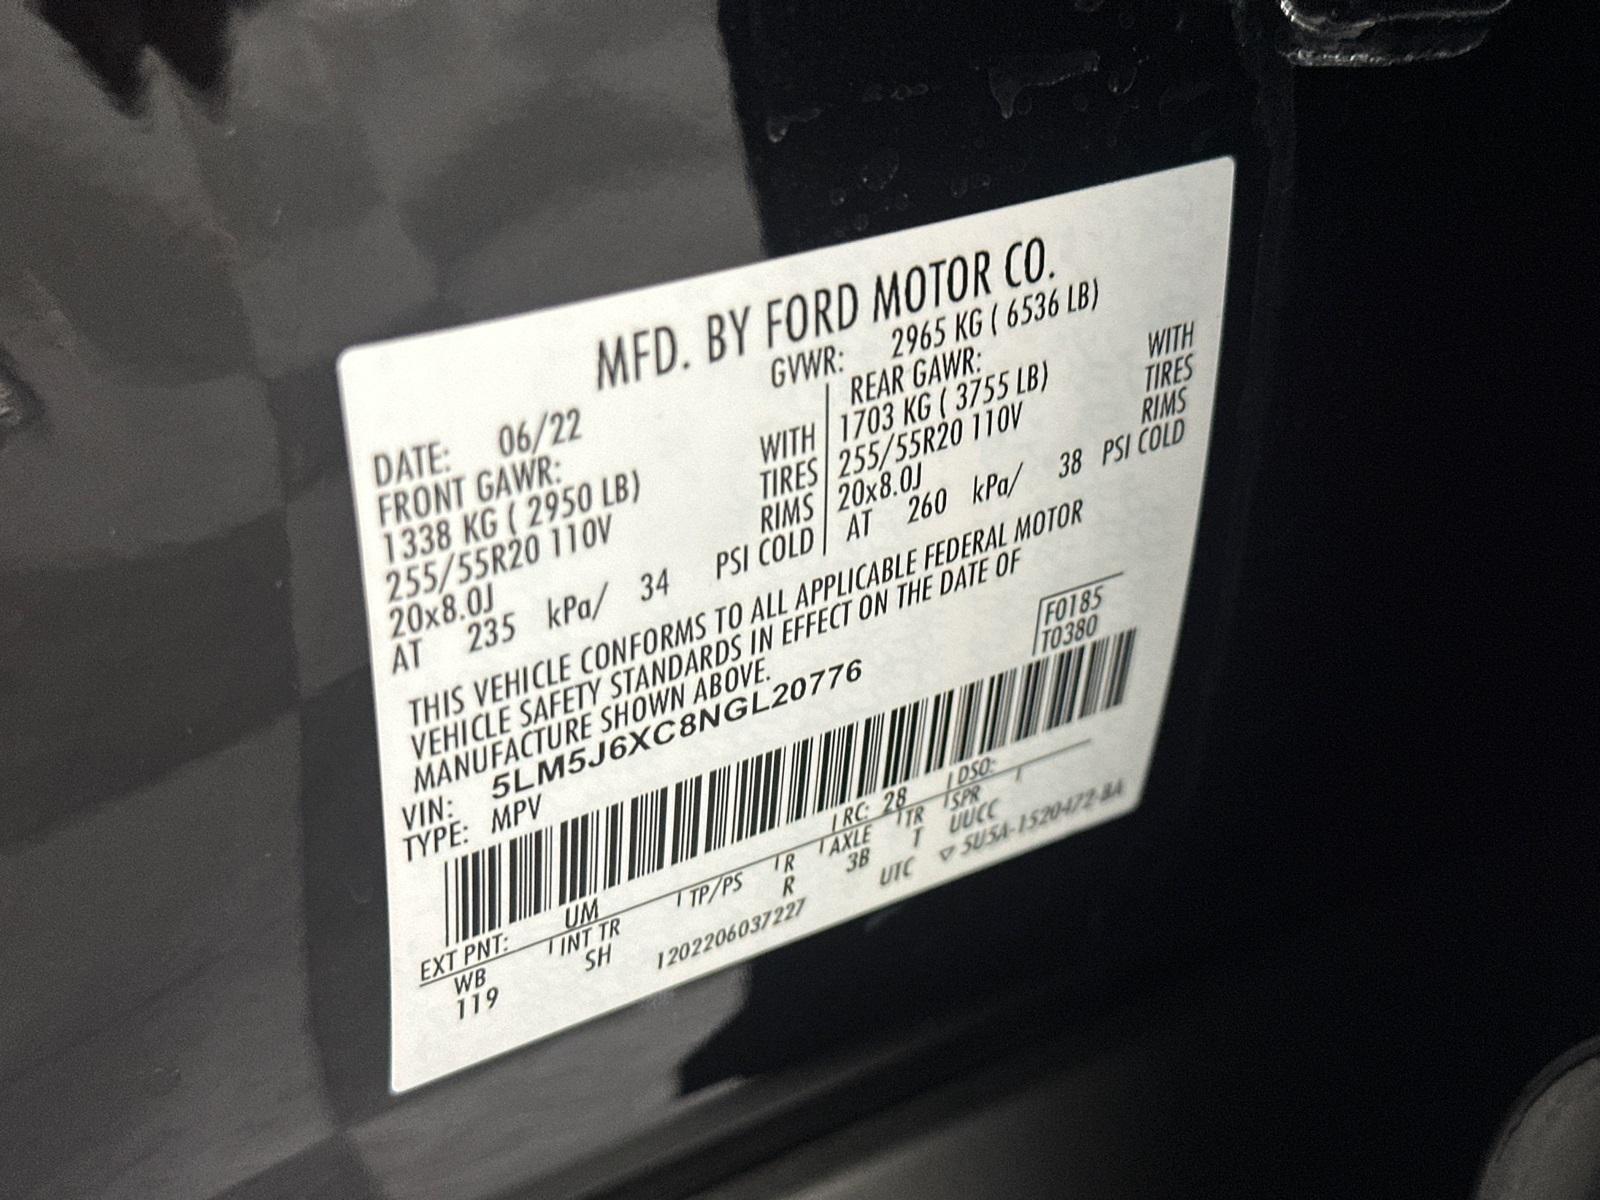 MFD. BY FORD MOTOR CO.
DATE: 06/22 GVWR: 2965 KG ( 6536 LB)
FRONT GAWR: REAR GAWR:
1338 KG ( 2950 LB) WITH 1703 KG ( 3755 LB) WITH
255/55R20 110V TIRES 255/55R20 110V TIRES
20x8.0J RIMS 20x8.0J RIMS
AT 235 kPa/ 34 PSI COLD AT 260 kPa/ 38 PSI COLD
THIS VEHICLE CONFORMS TO ALL APPLICABLE FEDERAL MOTOR
VEHICLE SAFETY STANDARDS IN EFFECT ON THE DATE OF
MANUFACTURE SHOWN ABOVE.
F0185
T0380
VIN: 5LM5J6XC8NGL20776
TYPE: MPV
EXT PNT: UM RC: 28 DSO:
WB INT TR TP/PS R AXLE TR SPR
119 SH R 3B T UUCC
1202206037227 UTC ▽ 5U5A-1520472-BA